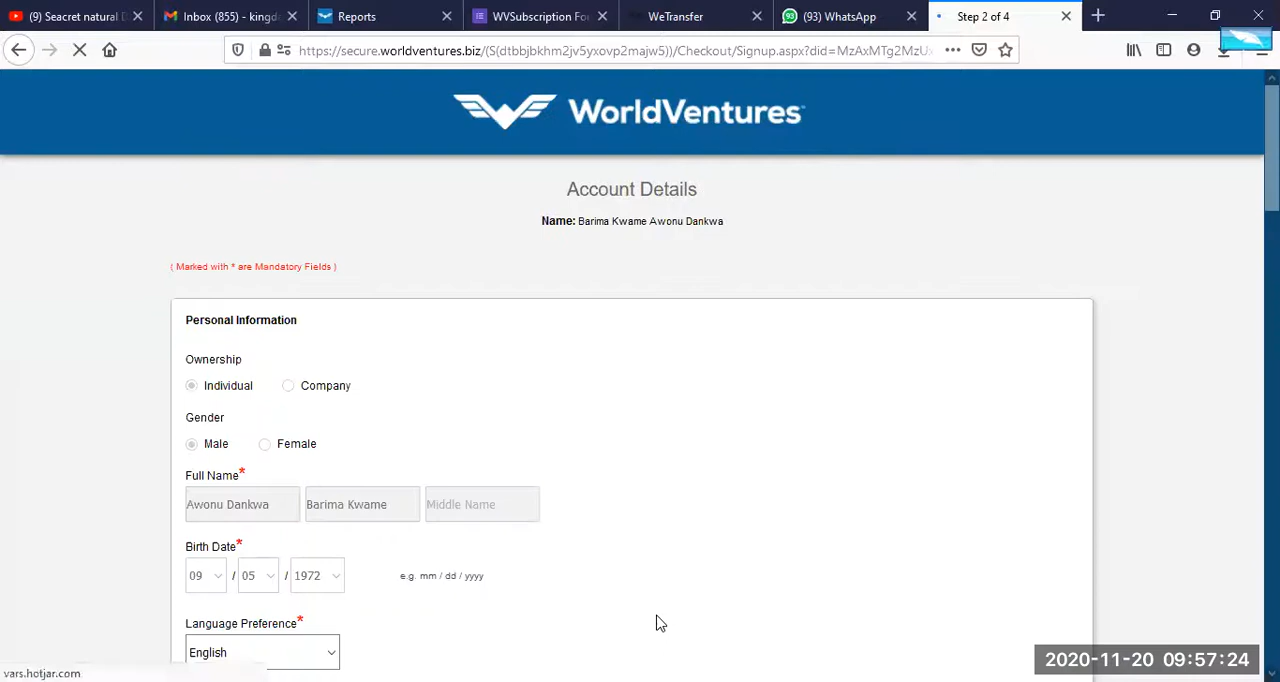 (9) Seacret natural D
Inbox (855) - kingd
Reports
WVSubscription Fo
WeTransfer
(93) WhatsApp
Step 2 of 4
https://secure.worldventures.biz/(S(dtbbjbkhm2jv5yxovp2majw5))/Checkout/Signup.aspx?did=MzAxMTg2MzU
WorldVentures
Account Details
Name: Barima Kwame Awonu Dankwa
( Marked with * are Mandatory Fields )
Personal Information
Ownership
Individual Company
Gender
Male Female
Full Name*
Awonu Dankwa Barima Kwame Middle Name
Birth Date*
09 / 05 / 1972 e.g. mm / dd / yyyy
Language Preference*
English
vars.hotjar.com
2020-11-20 09:57:24